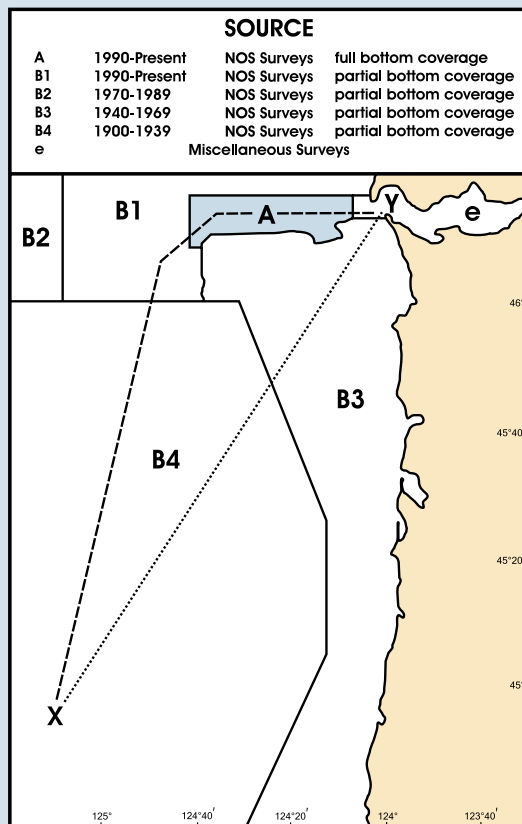 SOURCE
A 1990-Present NOS Surveys full bottom coverage
B1 1990-Present NOS Surveys partial bottom coverage
B2 1970-1989 NOS Surveys partial bottom coverage
B3 1940-1969 NOS Surveys partial bottom coverage
B4 1900-1939 NOS Surveys partial bottom coverage
e Miscellaneous Surveys
B1
A
Y
e
B2
46°
B3
45°40'
B4
45°20'
45°
X
125° 124°40' 124°20' 124° 123°40'